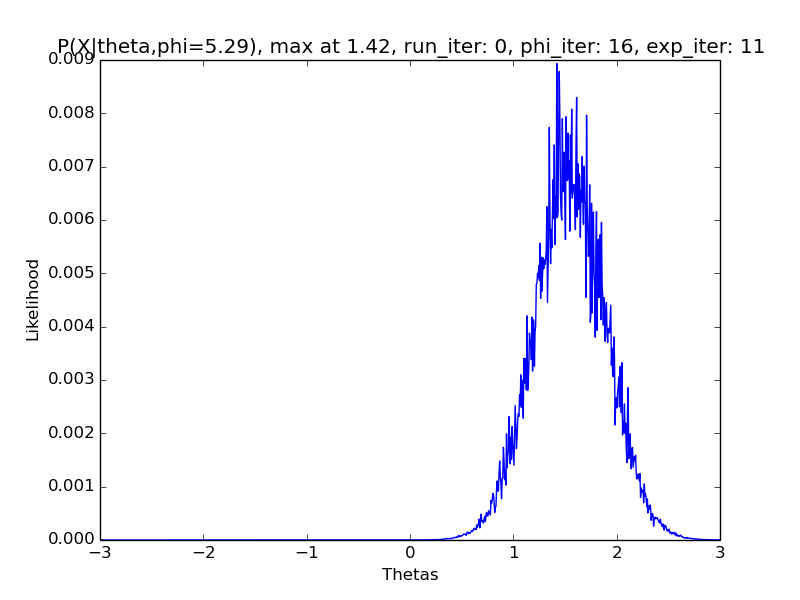 P(X|theta,phi=5.29), max at 1.42, run_iter: 0, phi_iter: 16, exp_iter: 11
0.009
0.008
0.007
0.006
0.005
0.004
0.003
0.002
0.001
0.000
Likelihood
−3 −2 −1 0 1 2 3
Thetas